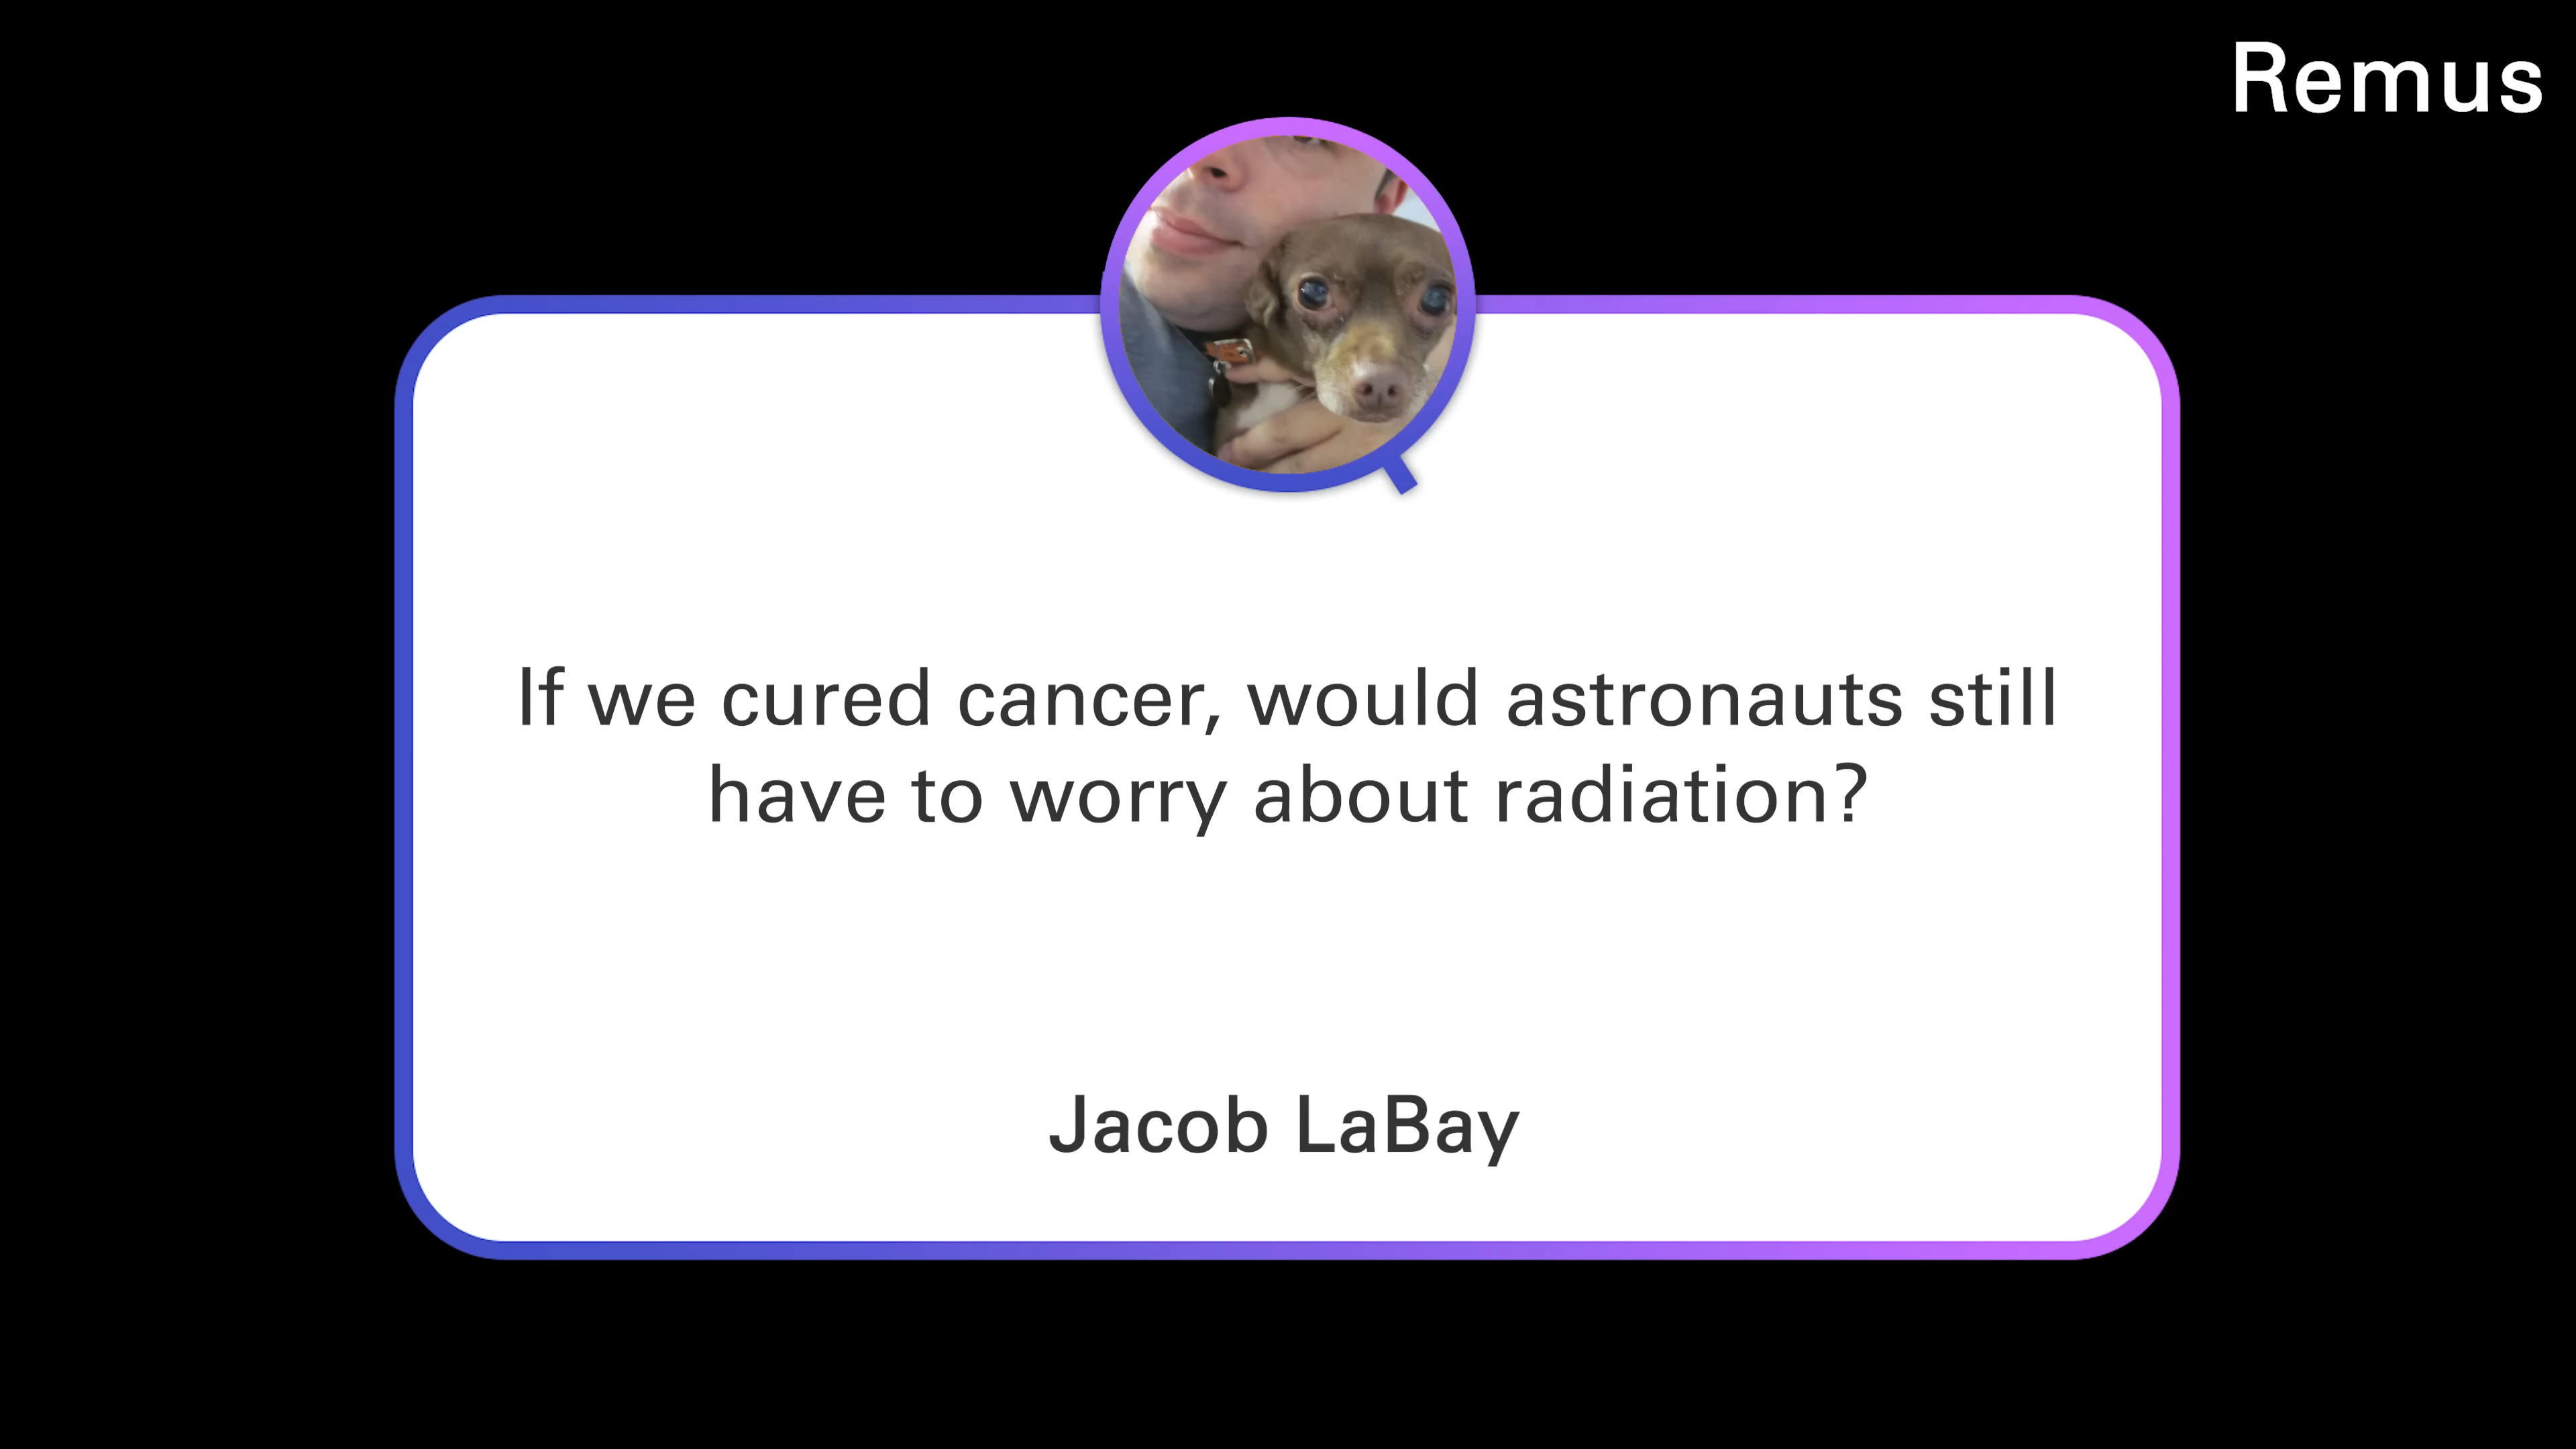 Remus
If we cured cancer, would astronauts still
have to worry about radiation?
Jacob LaBay